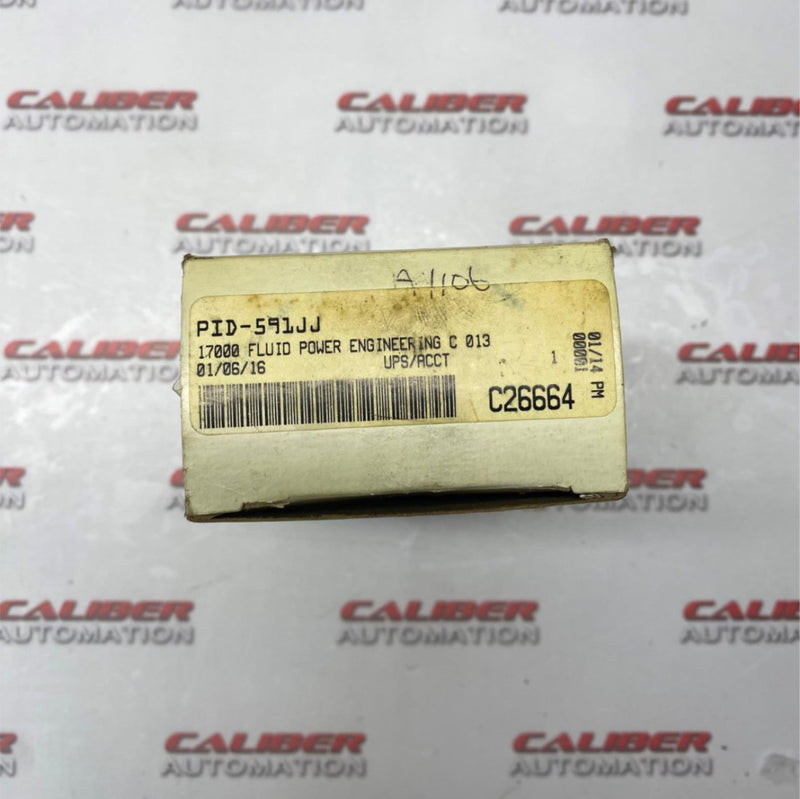 CALIBER
AUTOMATION
A1106
PID-591JJ
17000 FLUID POWER ENGINEERING C 013
01/06/16 UPS/ACCT 1
C26664
01/14 PM
00001